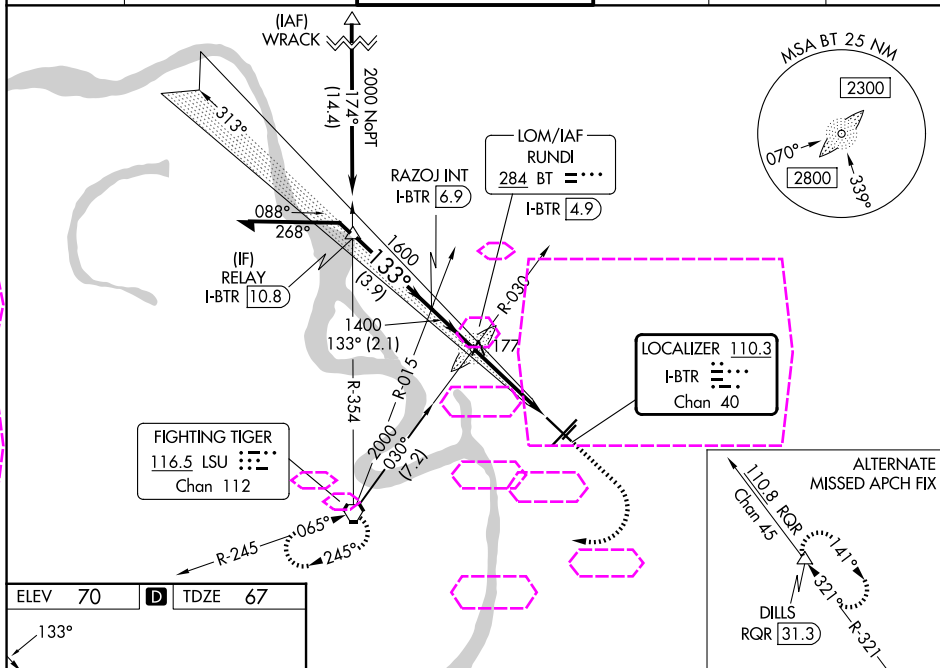 (IAF)
WRACK
2000 NoPT
174°
(14.4)
313°
MSA BT 25 NM
2300
070°
2800
339°
LOM/IAF
RUNDI
284 BT
I-BTR 4.9
RAZOJ INT
I-BTR 6.9
088°
268°
(IF)
RELAY
I-BTR 10.8
1600
133°
(3.9)
R-030
1400
133° (2.1)
R-015
177
R-354
LOCALIZER 110.3
I-BTR
Chan 40
FIGHTING TIGER
116.5 LSU
Chan 112
2000
030°
(7.2)
R-245
065°
245°
ALTERNATE
MISSED APCH FIX
110.8 RQR
Chan 45
141°
321°
R-321
DILLS
RQR 31.3
ELEV 70 D TDZE 67
133°